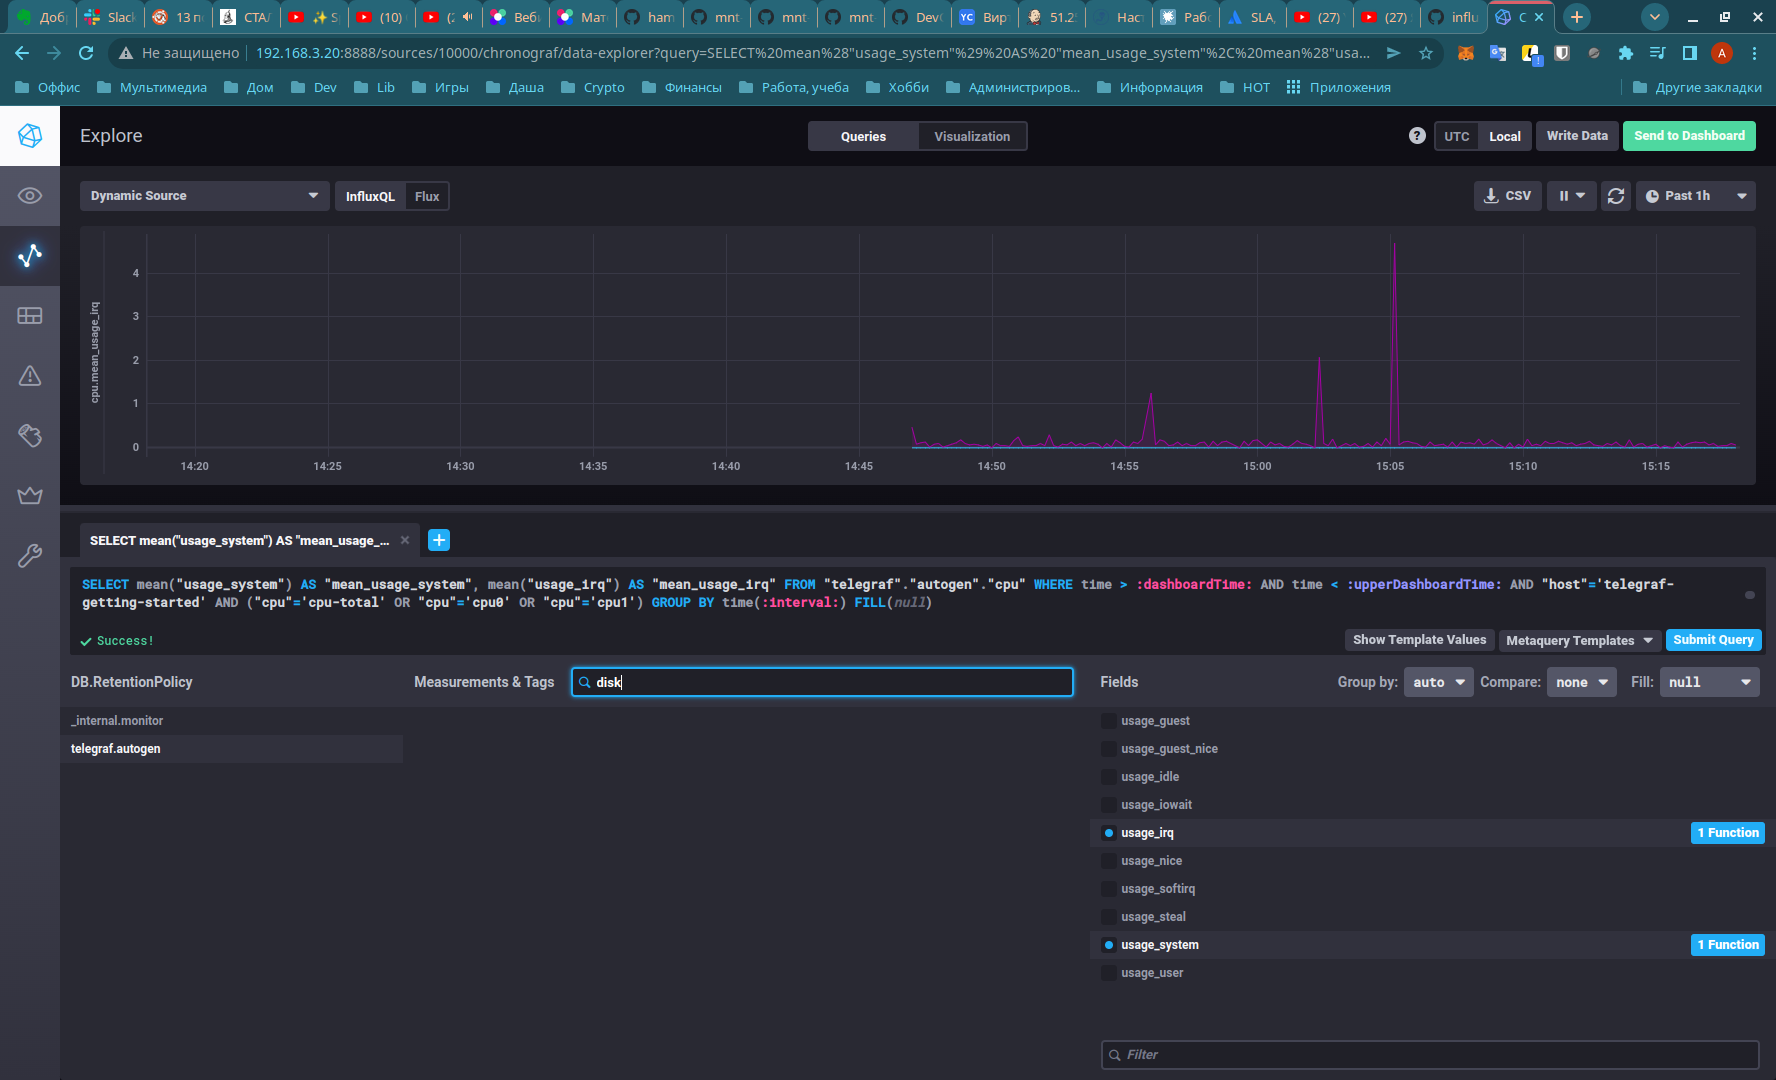 Доб
Slack
13 п
СТА
S
(10)
(2
Веб
Мат
ham
mnt
mnt
mnt
Dev
YC Вир
51.2
Нас
Раб
SLA,
(27)
(27)
influ
C
Не защищено 192.168.3.20:8888/sources/10000/chronograf/data-explorer?query=SELECT%20mean%28"usage_system"%29%20AS%20"mean_usage_system"%2C%20mean%28"usa...
A
Оффис Мультимедиа Дом Dev Lib Игры Даша Crypto Финансы Работа, учеба Хобби Администриров... Информация HOT Приложения Другие закладки
Explore
Queries Visualization
? UTC Local Write Data Send to Dashboard
Dynamic Source InfluxQL Flux
CSV Past 1h
cpu.mean_usage_irq
4
3
2
1
0
14:20 14:25 14:30 14:35 14:40 14:45 14:50 14:55 15:00 15:05 15:10 15:15
SELECT mean("usage_system") AS "mean_usage_... × +
SELECT mean("usage_system") AS "mean_usage_system", mean("usage_irq") AS "mean_usage_irq" FROM "telegraf"."autogen"."cpu" WHERE time > :dashboardTime: AND time < :upperDashboardTime: AND "host"='telegraf-
getting-started' AND ("cpu"='cpu-total' OR "cpu"='cpu0' OR "cpu"='cpu1') GROUP BY time(:interval:) FILL(null)
Success!
Show Template Values Metaquery Templates Submit Query
DB.RetentionPolicy
Measurements & Tags
disk
Fields
Group by: auto Compare: none Fill: null
_internal.monitor
telegraf.autogen
usage_guest
usage_guest_nice
usage_idle
usage_iowait
usage_irq 1 Function
usage_nice
usage_softirq
usage_steal
usage_system 1 Function
usage_user
Filter